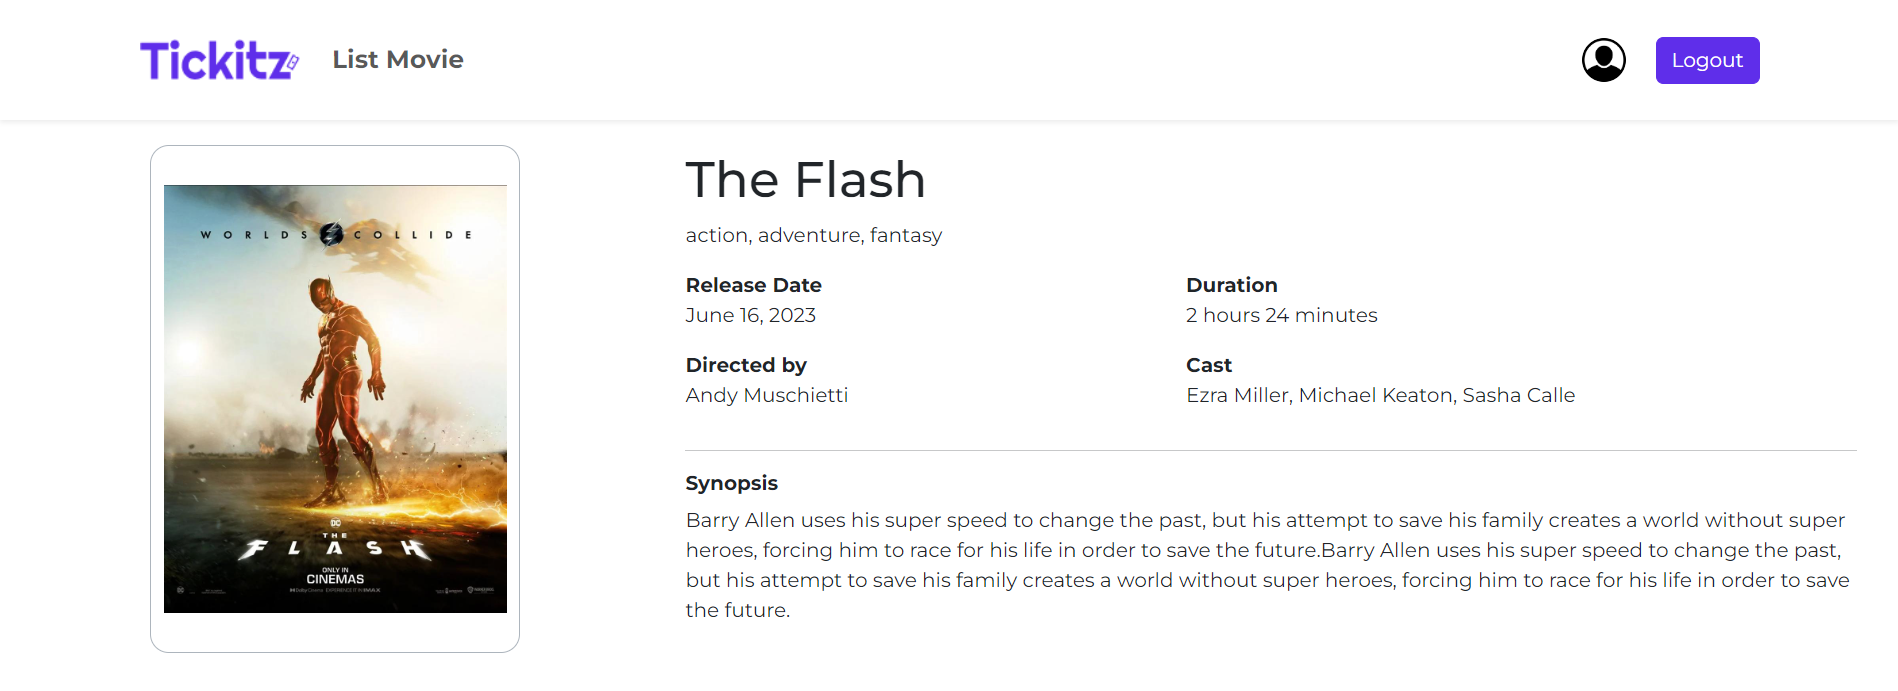 Tickitz
List Movie
Logout
WORLDS COLLIDE
DC
THE
FLASH
ONLY IN
CINEMAS
EXPERIENCE IT IN IMAX
The Flash
action, adventure, fantasy
Release Date
June 16, 2023
Duration
2 hours 24 minutes
Directed by
Andy Muschietti
Cast
Ezra Miller, Michael Keaton, Sasha Calle
Synopsis
Barry Allen uses his super speed to change the past, but his attempt to save his family creates a world without super
heroes, forcing him to race for his life in order to save the future.Barry Allen uses his super speed to change the past,
but his attempt to save his family creates a world without super heroes, forcing him to race for his life in order to save
the future.